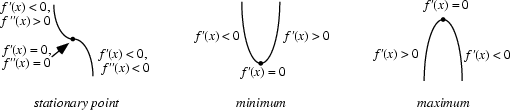 f'(x) < 0,
f''(x) > 0
f'(x) = 0,
f''(x) = 0
f'(x) < 0,
f''(x) < 0
stationary point
f'(x) < 0
f'(x) > 0
f'(x) = 0
minimum
f'(x) = 0
f'(x) > 0
f'(x) < 0
maximum